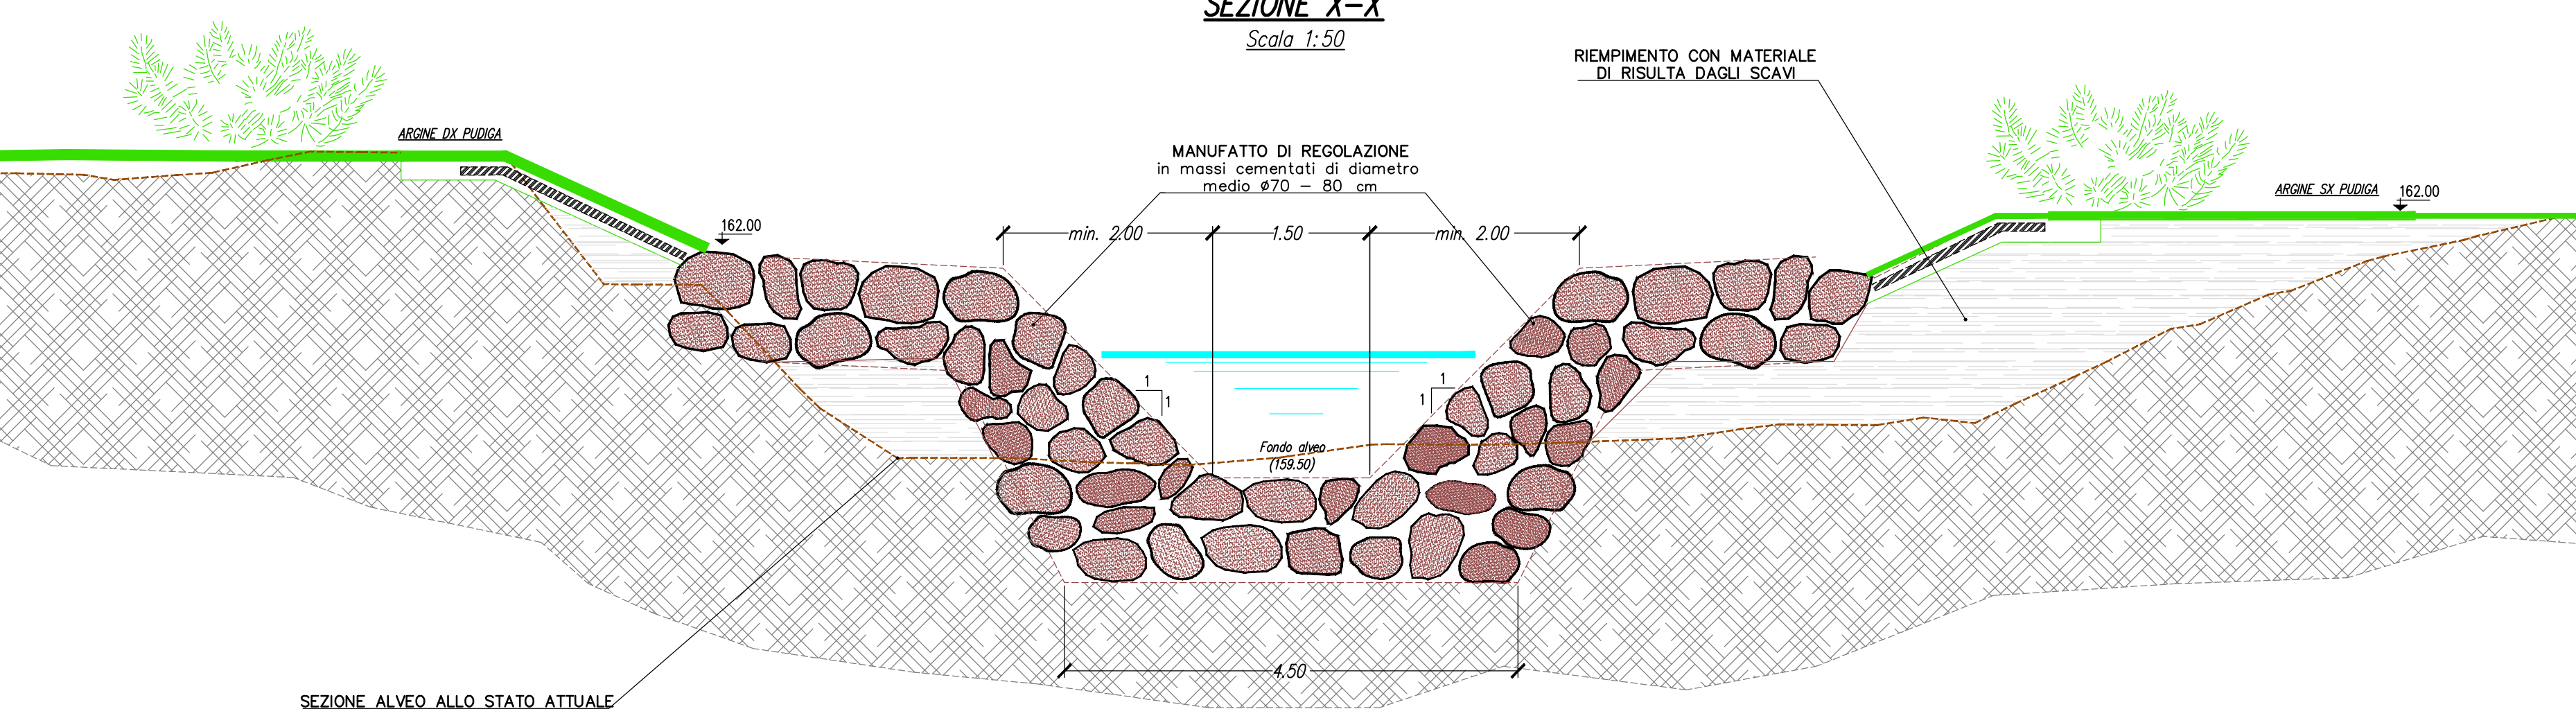 SEZIONE X-X
Scala 1:50
RIEMPIMENTO CON MATERIALE
DI RISULTA DAGLI SCAVI
ARGINE DX PUDIGA
MANUFATTO DI REGOLAZIONE
in massi cementati di diametro
medio Ø70 - 80 cm
ARGINE SX PUDIGA
162.00
162.00
min. 2.00
1.50
min. 2.00
1
1
1
1
Fondo alveo
(159.50)
4.50
SEZIONE ALVEO ALLO STATO ATTUALE